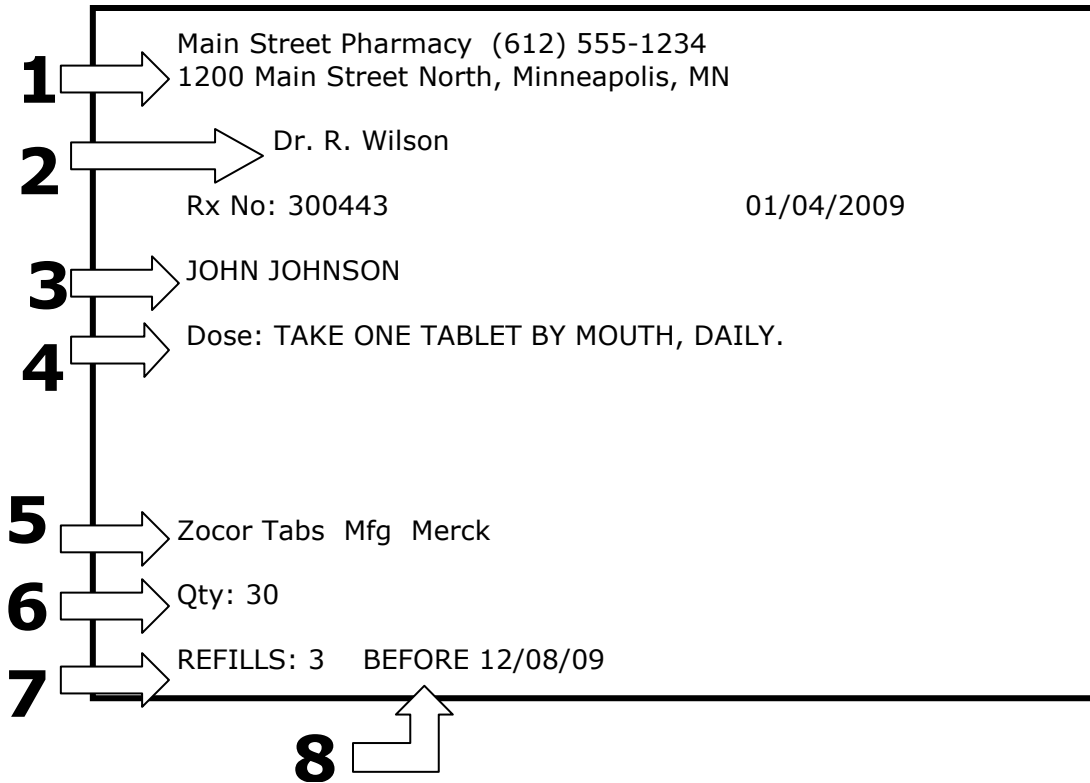 Main Street Pharmacy (612) 555-1234
1 1200 Main Street North, Minneapolis, MN
2 Dr. R. Wilson
Rx No: 300443 01/04/2009
3 JOHN JOHNSON
4 Dose: TAKE ONE TABLET BY MOUTH, DAILY.
5 Zocor Tabs Mfg Merck
6 Qty: 30
7 REFILLS: 3 BEFORE 12/08/09
8